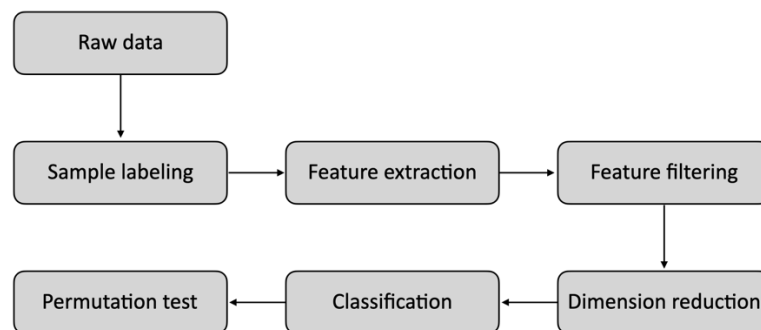 Raw data
Sample labeling
Feature extraction
Feature filtering
Dimension reduction
Classification
Permutation test